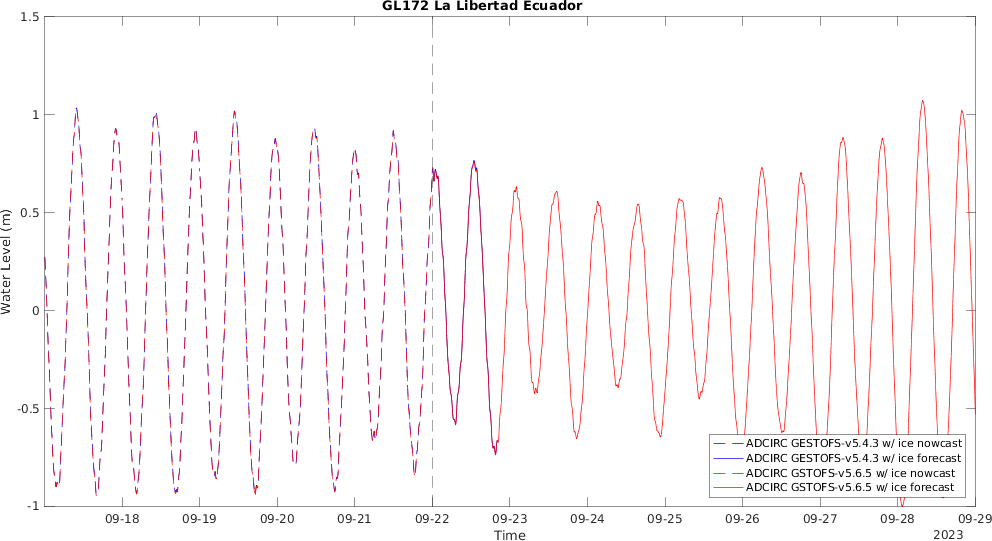 GL172 La Libertad Ecuador
1.5
1
0.5
0
-0.5
-1
Water Level (m)
ADCIRC GESTOFS-v5.4.3 w/ ice nowcast
ADCIRC GESTOFS-v5.4.3 w/ ice forecast
ADCIRC GSTOFS-v5.6.5 w/ ice nowcast
ADCIRC GSTOFS-v5.6.5 w/ ice forecast
09-18 09-19 09-20 09-21 09-22 09-23 09-24 09-25 09-26 09-27 09-28 09-29
Time
2023